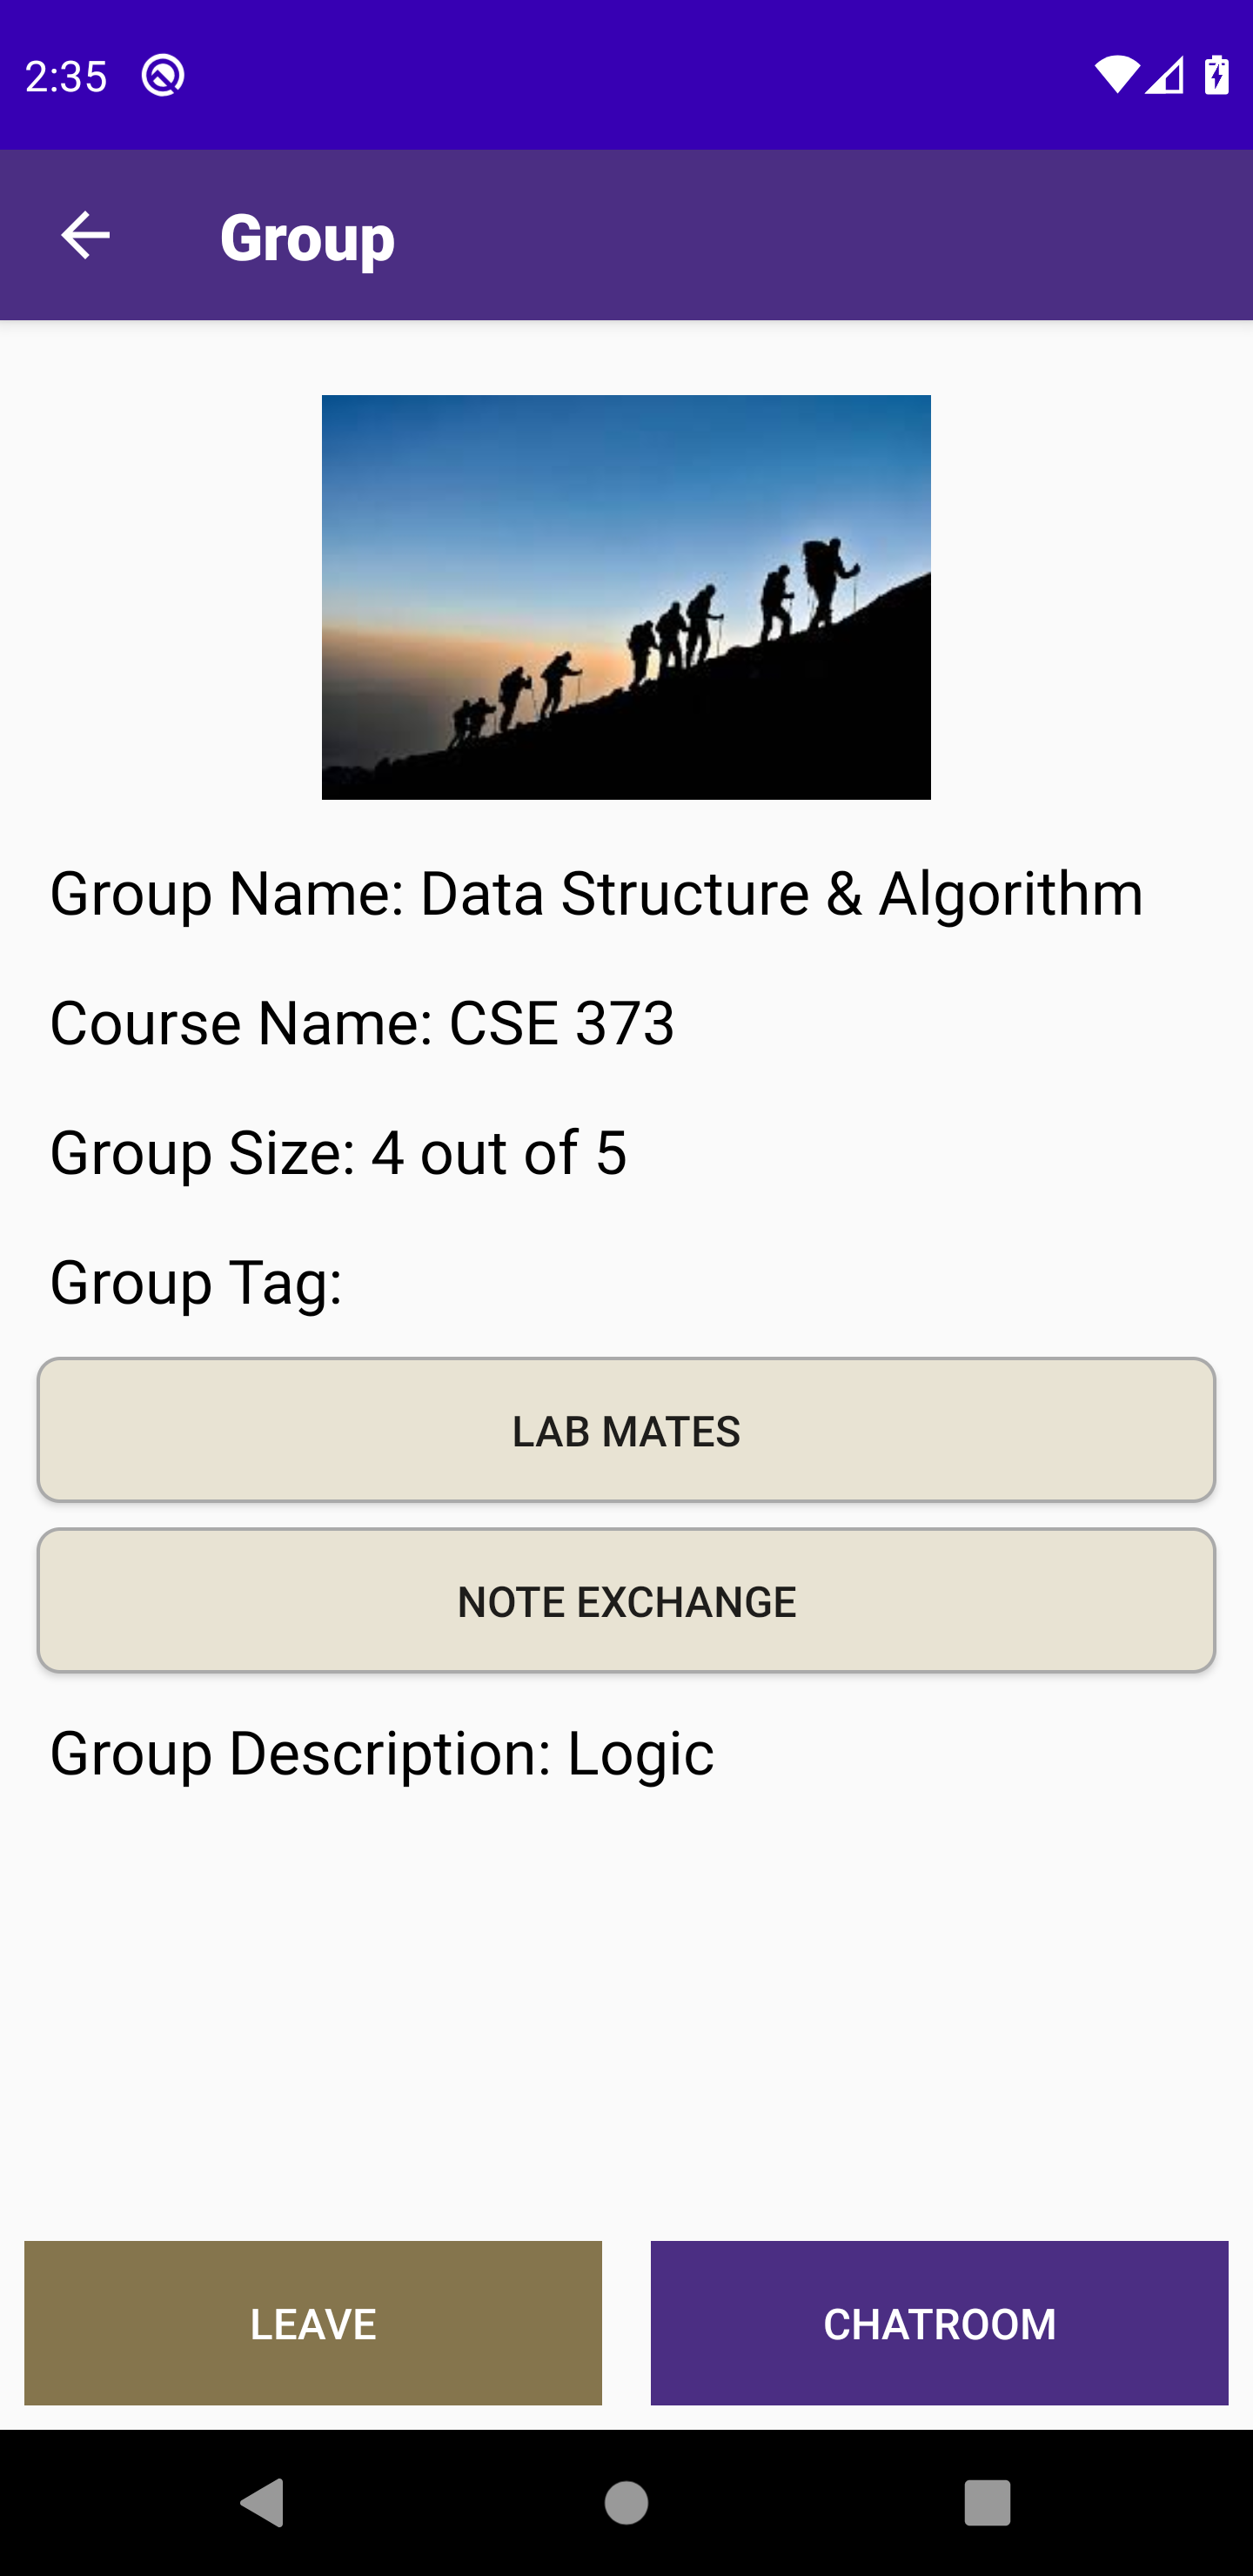 2:35
Group
Group Name: Data Structure & Algorithm
Course Name: CSE 373
Group Size: 4 out of 5
Group Tag:
LAB MATES
NOTE EXCHANGE
Group Description: Logic
LEAVE
CHATROOM